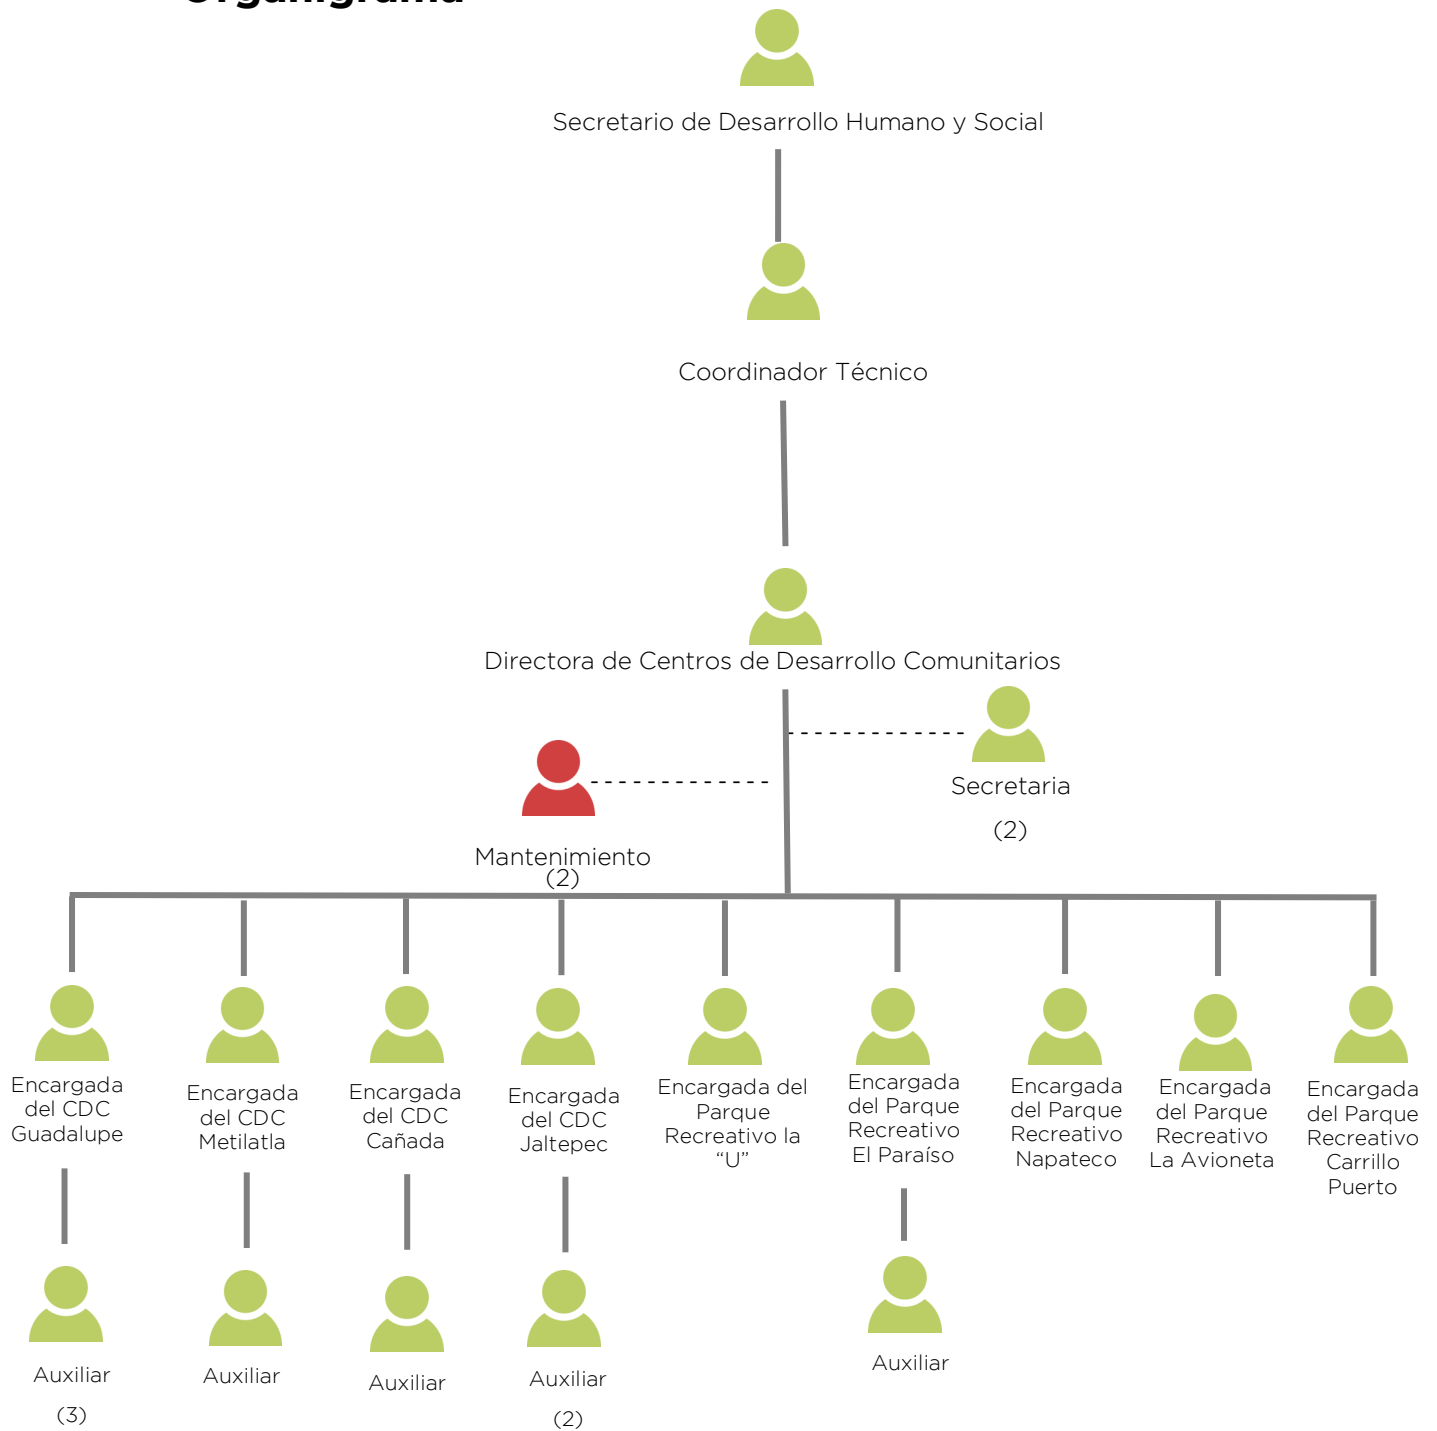 Organigrama
Secretario de Desarrollo Humano y Social
Coordinador Técnico
Directora de Centros de Desarrollo Comunitarios
Secretaria
(2)
Mantenimiento
(2)
Encargada
del CDC
Guadalupe
Encargada
del CDC
Metilatla
Encargada
del CDC
Cañada
Encargada
del CDC
Jaltepec
Encargada del
Parque
Recreativo la
“U”
Encargada
del Parque
Recreativo
El Paraíso
Encargada
del Parque
Recreativo
Napateco
Encargada
del Parque
Recreativo
La Avioneta
Encargada
del Parque
Recreativo
Carrillo
Puerto
Auxiliar
(3)
Auxiliar
Auxiliar
Auxiliar
(2)
Auxiliar